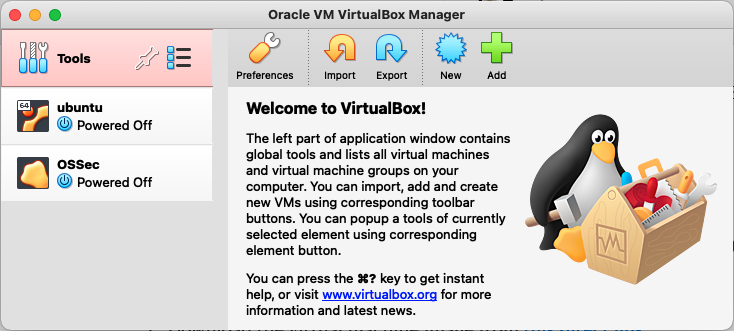 Oracle VM VirtualBox Manager
Tools
Preferences
Import
Export
New
Add
64
ubuntu
Powered Off
OSSec
Powered Off
Welcome to VirtualBox!
The left part of application window contains
global tools and lists all virtual machines
and virtual machine groups on your
computer. You can import, add and create
new VMs using corresponding toolbar
buttons. You can popup a tools of currently
selected element using corresponding
element button.
You can press the ⌘? key to get instant
help, or visit www.virtualbox.org for more
information and latest news.